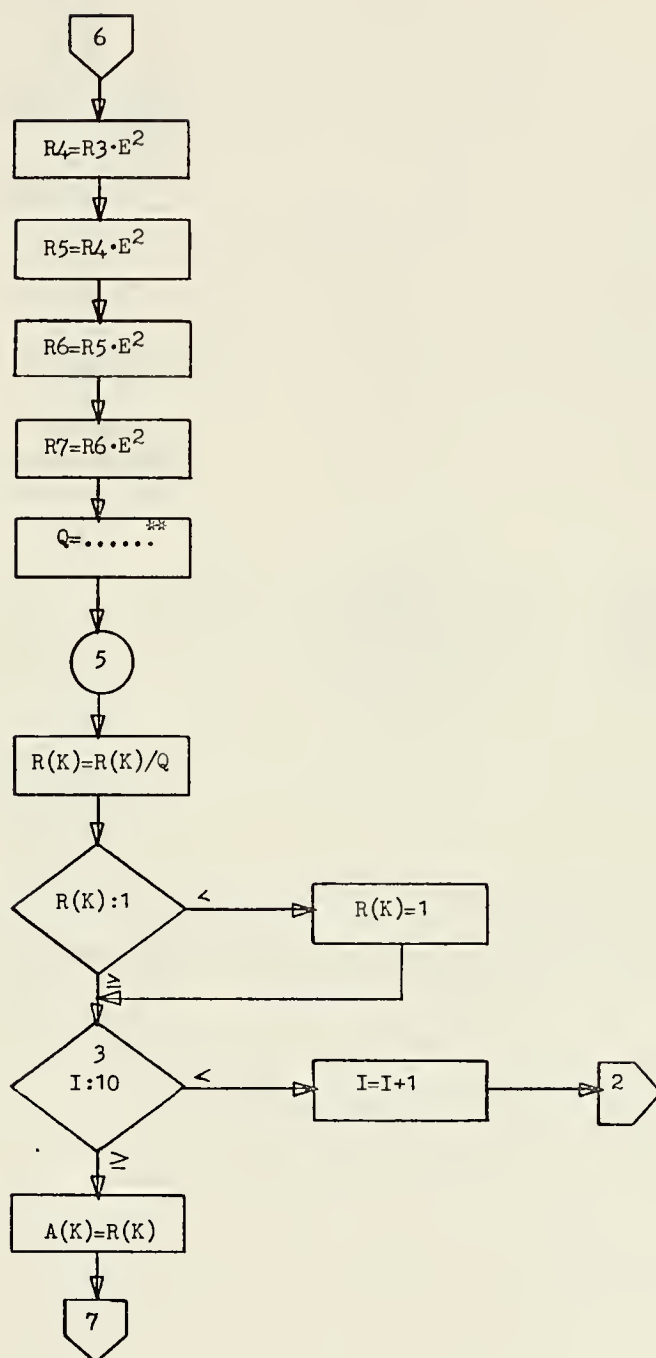 6
R4=R3·E²
R5=R4·E²
R6=R5·E²
R7=R6·E²
Q=......**
5
R(K)=R(K)/Q
R(K):1
<
R(K)=1
≥
3
I:10
<
I=I+1
2
≥
A(K)=R(K)
7